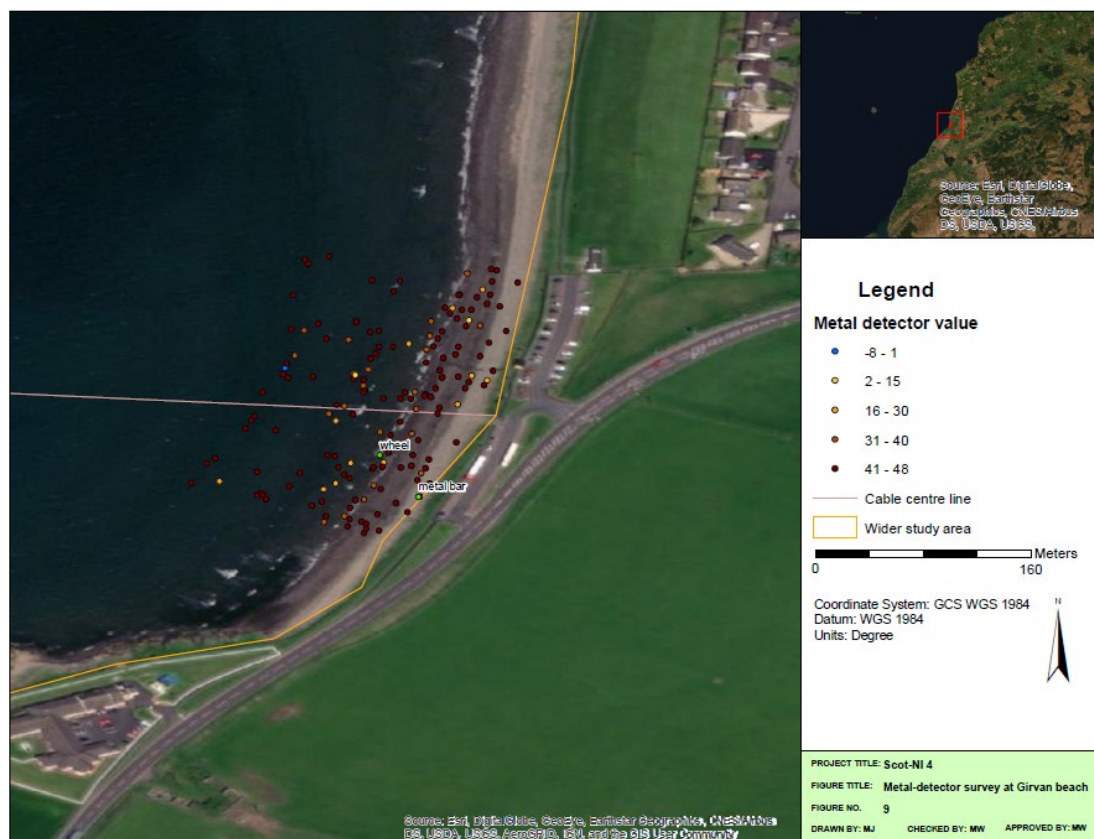 wheel
metal bar
Source: Esri, DigitalGlobe, GeoEye, Earthstar Geographics, CNES/Airbus
DS, USDA, USGS, AeroGRID, IGN, and the GIS User Community
Source: Esri, DigitalGlobe,
GeoEye, Earthstar
Geographics, CNES/Airbus
DS, USDA, USGS,
Legend
Metal detector value
-8 - 1
2 - 15
16 - 30
31 - 40
41 - 48
Cable centre line
Wider study area
Meters
0 160
Coordinate System: GCS WGS 1984
Datum: WGS 1984
Units: Degree
N
PROJECT TITLE: Scot-NI 4
FIGURE TITLE: Metal-detector survey at Girvan beach
FIGURE NO. 9
DRAWN BY: MJ CHECKED BY: MW APPROVED BY: MW